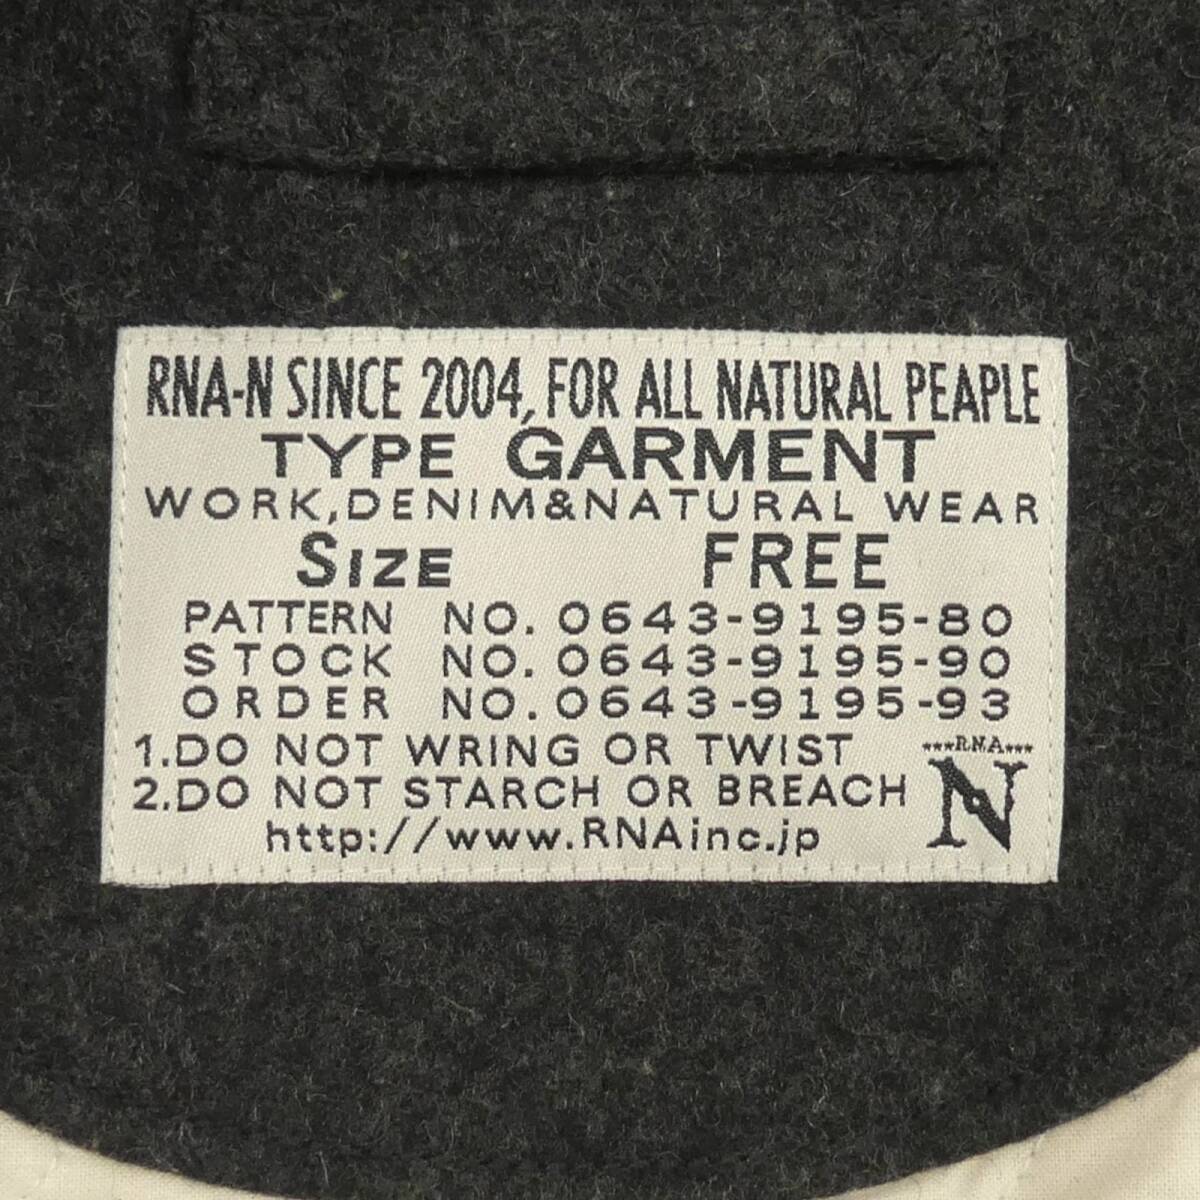 RNA-N SINCE 2004, FOR ALL NATURAL PEAPLE
TYPE GARMENT
WORK,DENIM&NATURAL WEAR
SIZE FREE
PATTERN NO. 0643-9195-80
STOCK NO. 0643-9195-90
ORDER NO. 0643-9195-93
1.DO NOT WRING OR TWIST
2.DO NOT STARCH OR BREACH
***R.N.A***
N
http://www.RNAinc.jp